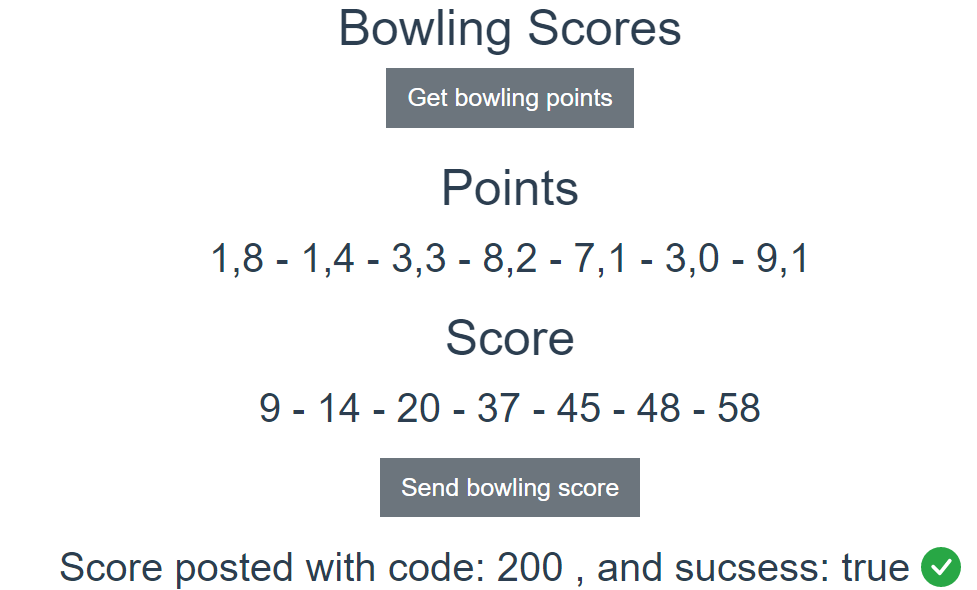 Bowling Scores
Get bowling points
Points
1,8 - 1,4 - 3,3 - 8,2 - 7,1 - 3,0 - 9,1
Score
9 - 14 - 20 - 37 - 45 - 48 - 58
Send bowling score
Score posted with code: 200 , and sucsess: true